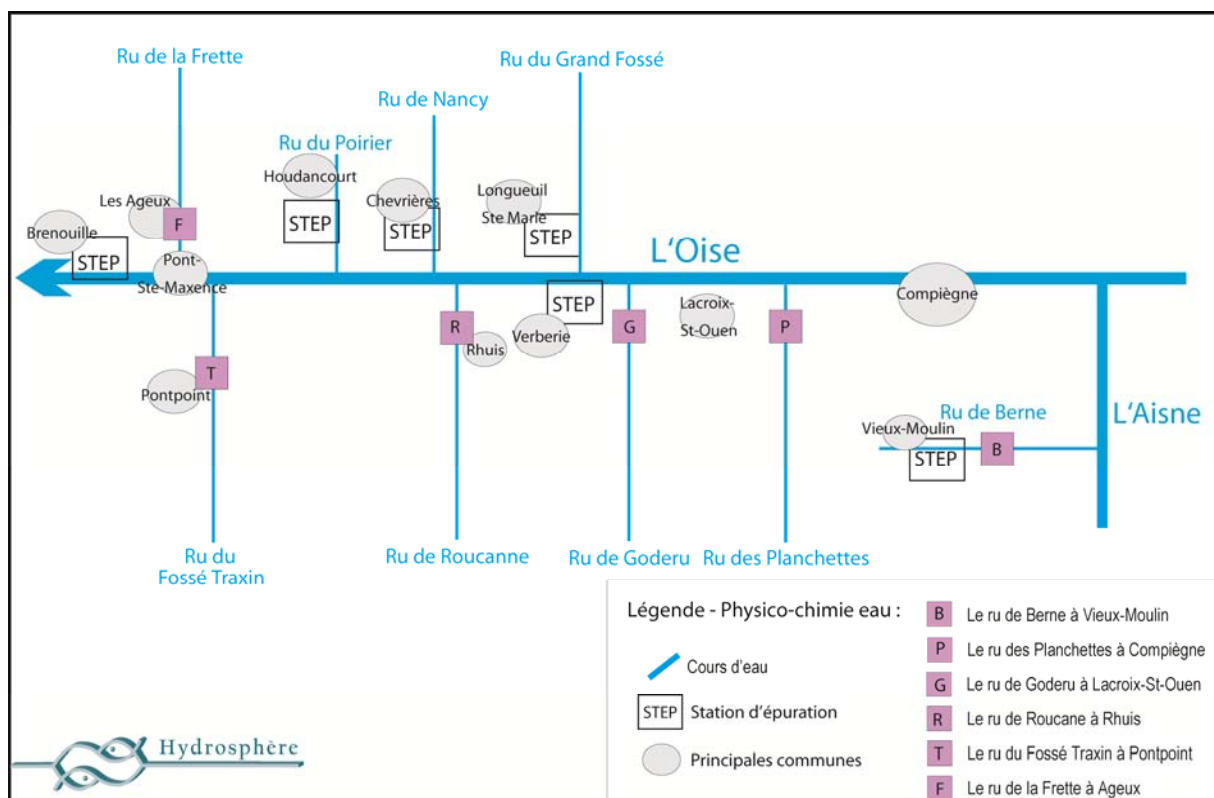 Ru de la Frette
Ru du Grand Fossé
Ru de Nancy
Ru du Poirier
Houdancourt
STEP
Chevrières
STEP
Longueuil
Ste Marie
STEP
Les Ageux
F
Brenouille
STEP
Pont-
Ste-Maxence
L'Oise
Compiègne
STEP
Verberie
R
Rhuis
G
Lacroix-
St-Ouen
P
T
Pontpoint
L'Aisne
Ru de Berne
Vieux-Moulin
STEP
B
Ru du
Fossé Traxin
Ru de Roucanne
Ru de Goderu
Ru des Planchettes
Légende - Physico-chimie eau :
Cours d'eau
STEP Station d'épuration
Principales communes
B Le ru de Berne à Vieux-Moulin
P Le ru des Planchettes à Compiègne
G Le ru de Goderu à Lacroix-St-Ouen
R Le ru de Roucane à Rhuis
T Le ru du Fossé Traxin à Pontpoint
F Le ru de la Frette à Ageux
Hydrosphère